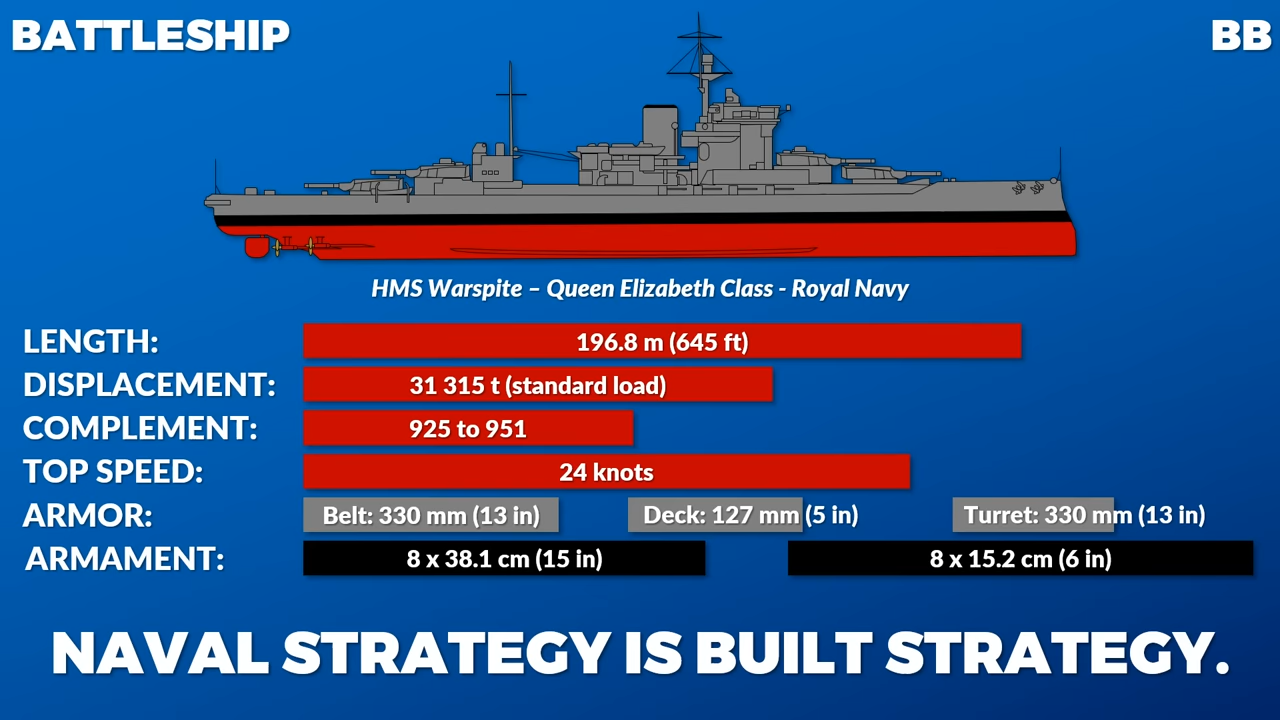 BATTLESHIP
BB
HMS Warspite – Queen Elizabeth Class - Royal Navy
LENGTH: 196.8 m (645 ft)
DISPLACEMENT: 31 315 t (standard load)
COMPLEMENT: 925 to 951
TOP SPEED: 24 knots
ARMOR: Belt: 330 mm (13 in) Deck: 127 mm (5 in) Turret: 330 mm (13 in)
ARMAMENT: 8 x 38.1 cm (15 in) 8 x 15.2 cm (6 in)
NAVAL STRATEGY IS BUILT STRATEGY.